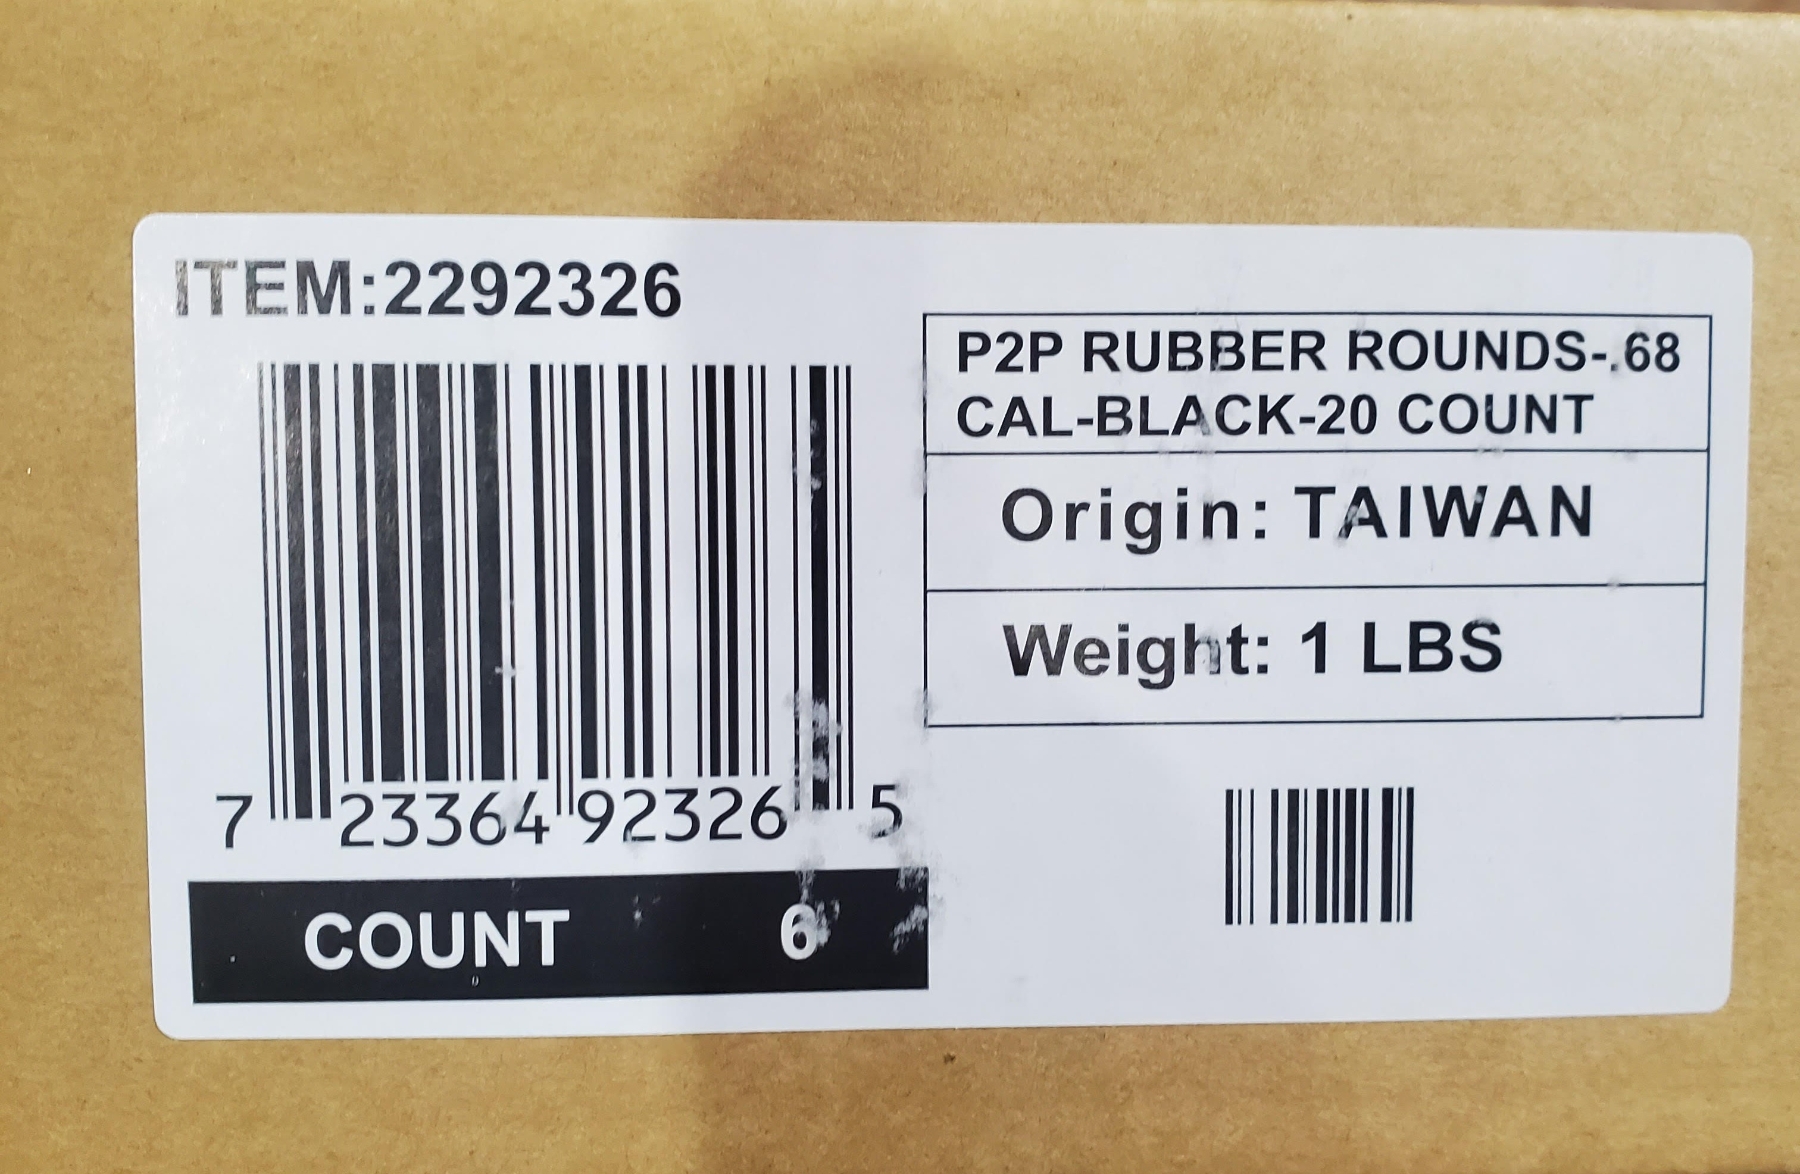 ITEM:2292326
P2P RUBBER ROUNDS-.68
CAL-BLACK-20 COUNT
Origin: TAIWAN
Weight: 1 LBS
7 23364 92326 5
COUNT 6